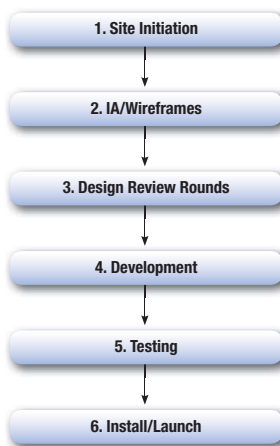 1. Site Initiation
2. IA/Wireframes
3. Design Review Rounds
4. Development
5. Testing
6. Install/Launch